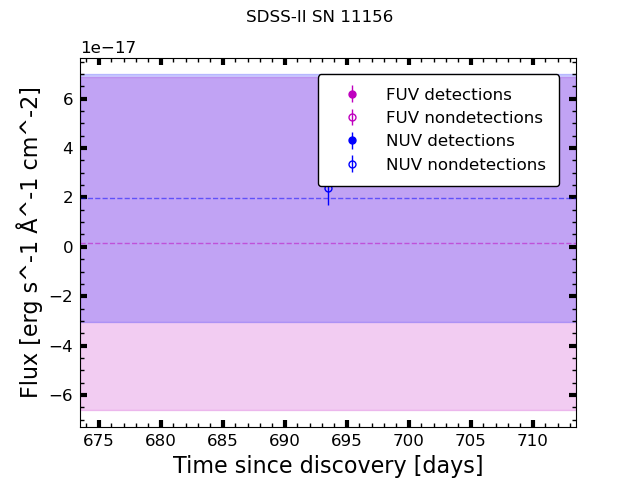 SDSS-II SN 11156
1e−17
FUV detections
FUV nondetections
NUV detections
NUV nondetections
6
4
2
0
−2
−4
−6
Flux [erg s^-1 Å^-1 cm^-2]
675 680 685 690 695 700 705 710
Time since discovery [days]